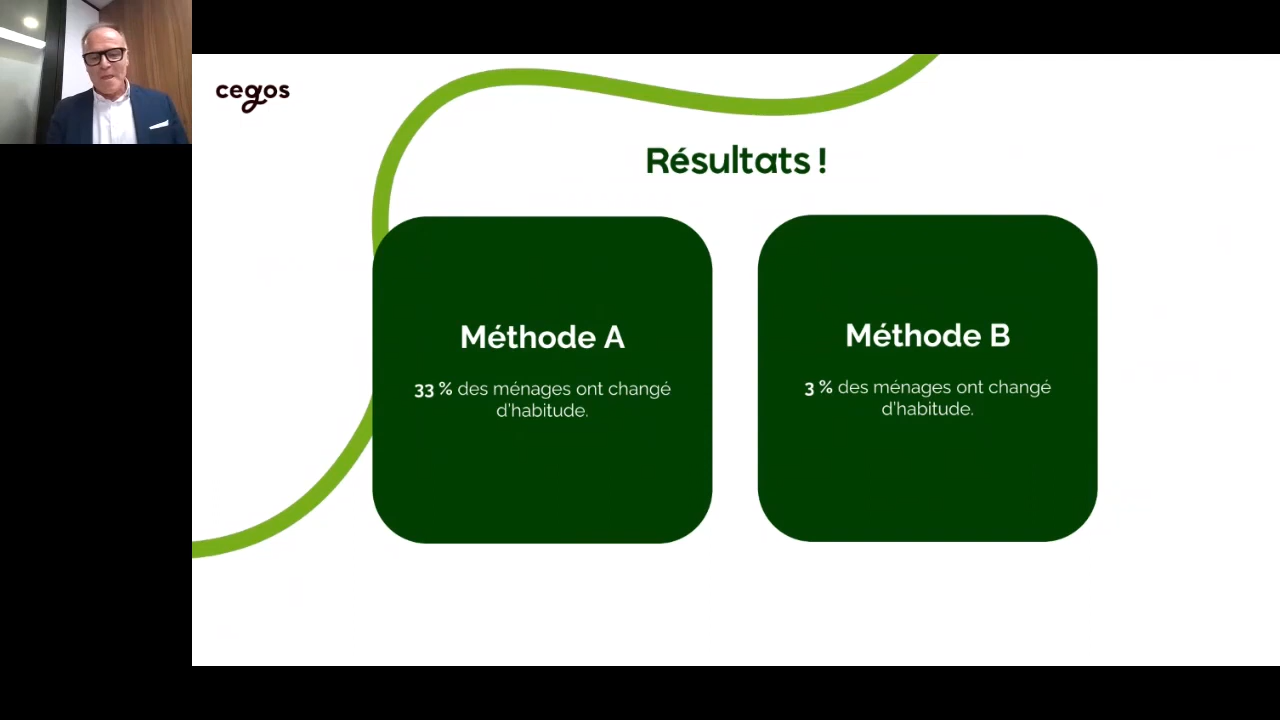 cegos
Résultats !
Méthode A
33 % des ménages ont changé
d'habitude.
Méthode B
3 % des ménages ont changé
d'habitude.